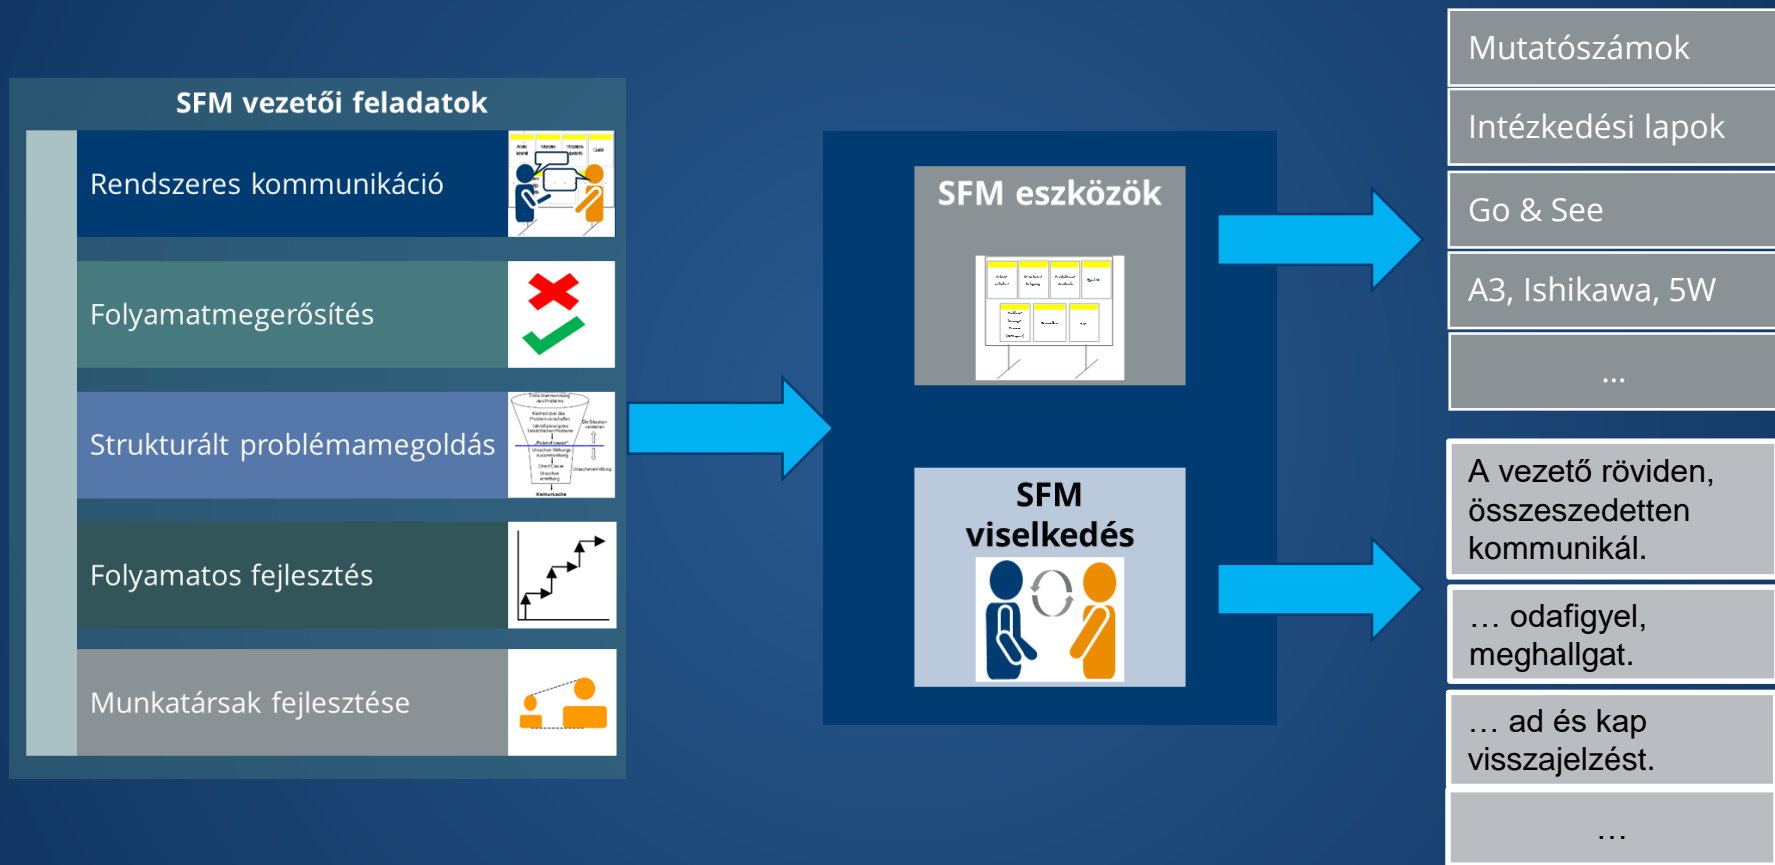 SFM vezetői feladatok
Rendszeres kommunikáció
Folyamatmegerősítés
Strukturált problémamegoldás
Folyamatos fejlesztés
Munkatársak fejlesztése
SFM eszközök
SFM
viselkedés
Mutatószámok
Intézkedési lapok
Go & See
A3, Ishikawa, 5W
...
A vezető röviden,
összeszedetten
kommunikál.
… odafigyel,
meghallgat.
… ad és kap
visszajelzést.
…